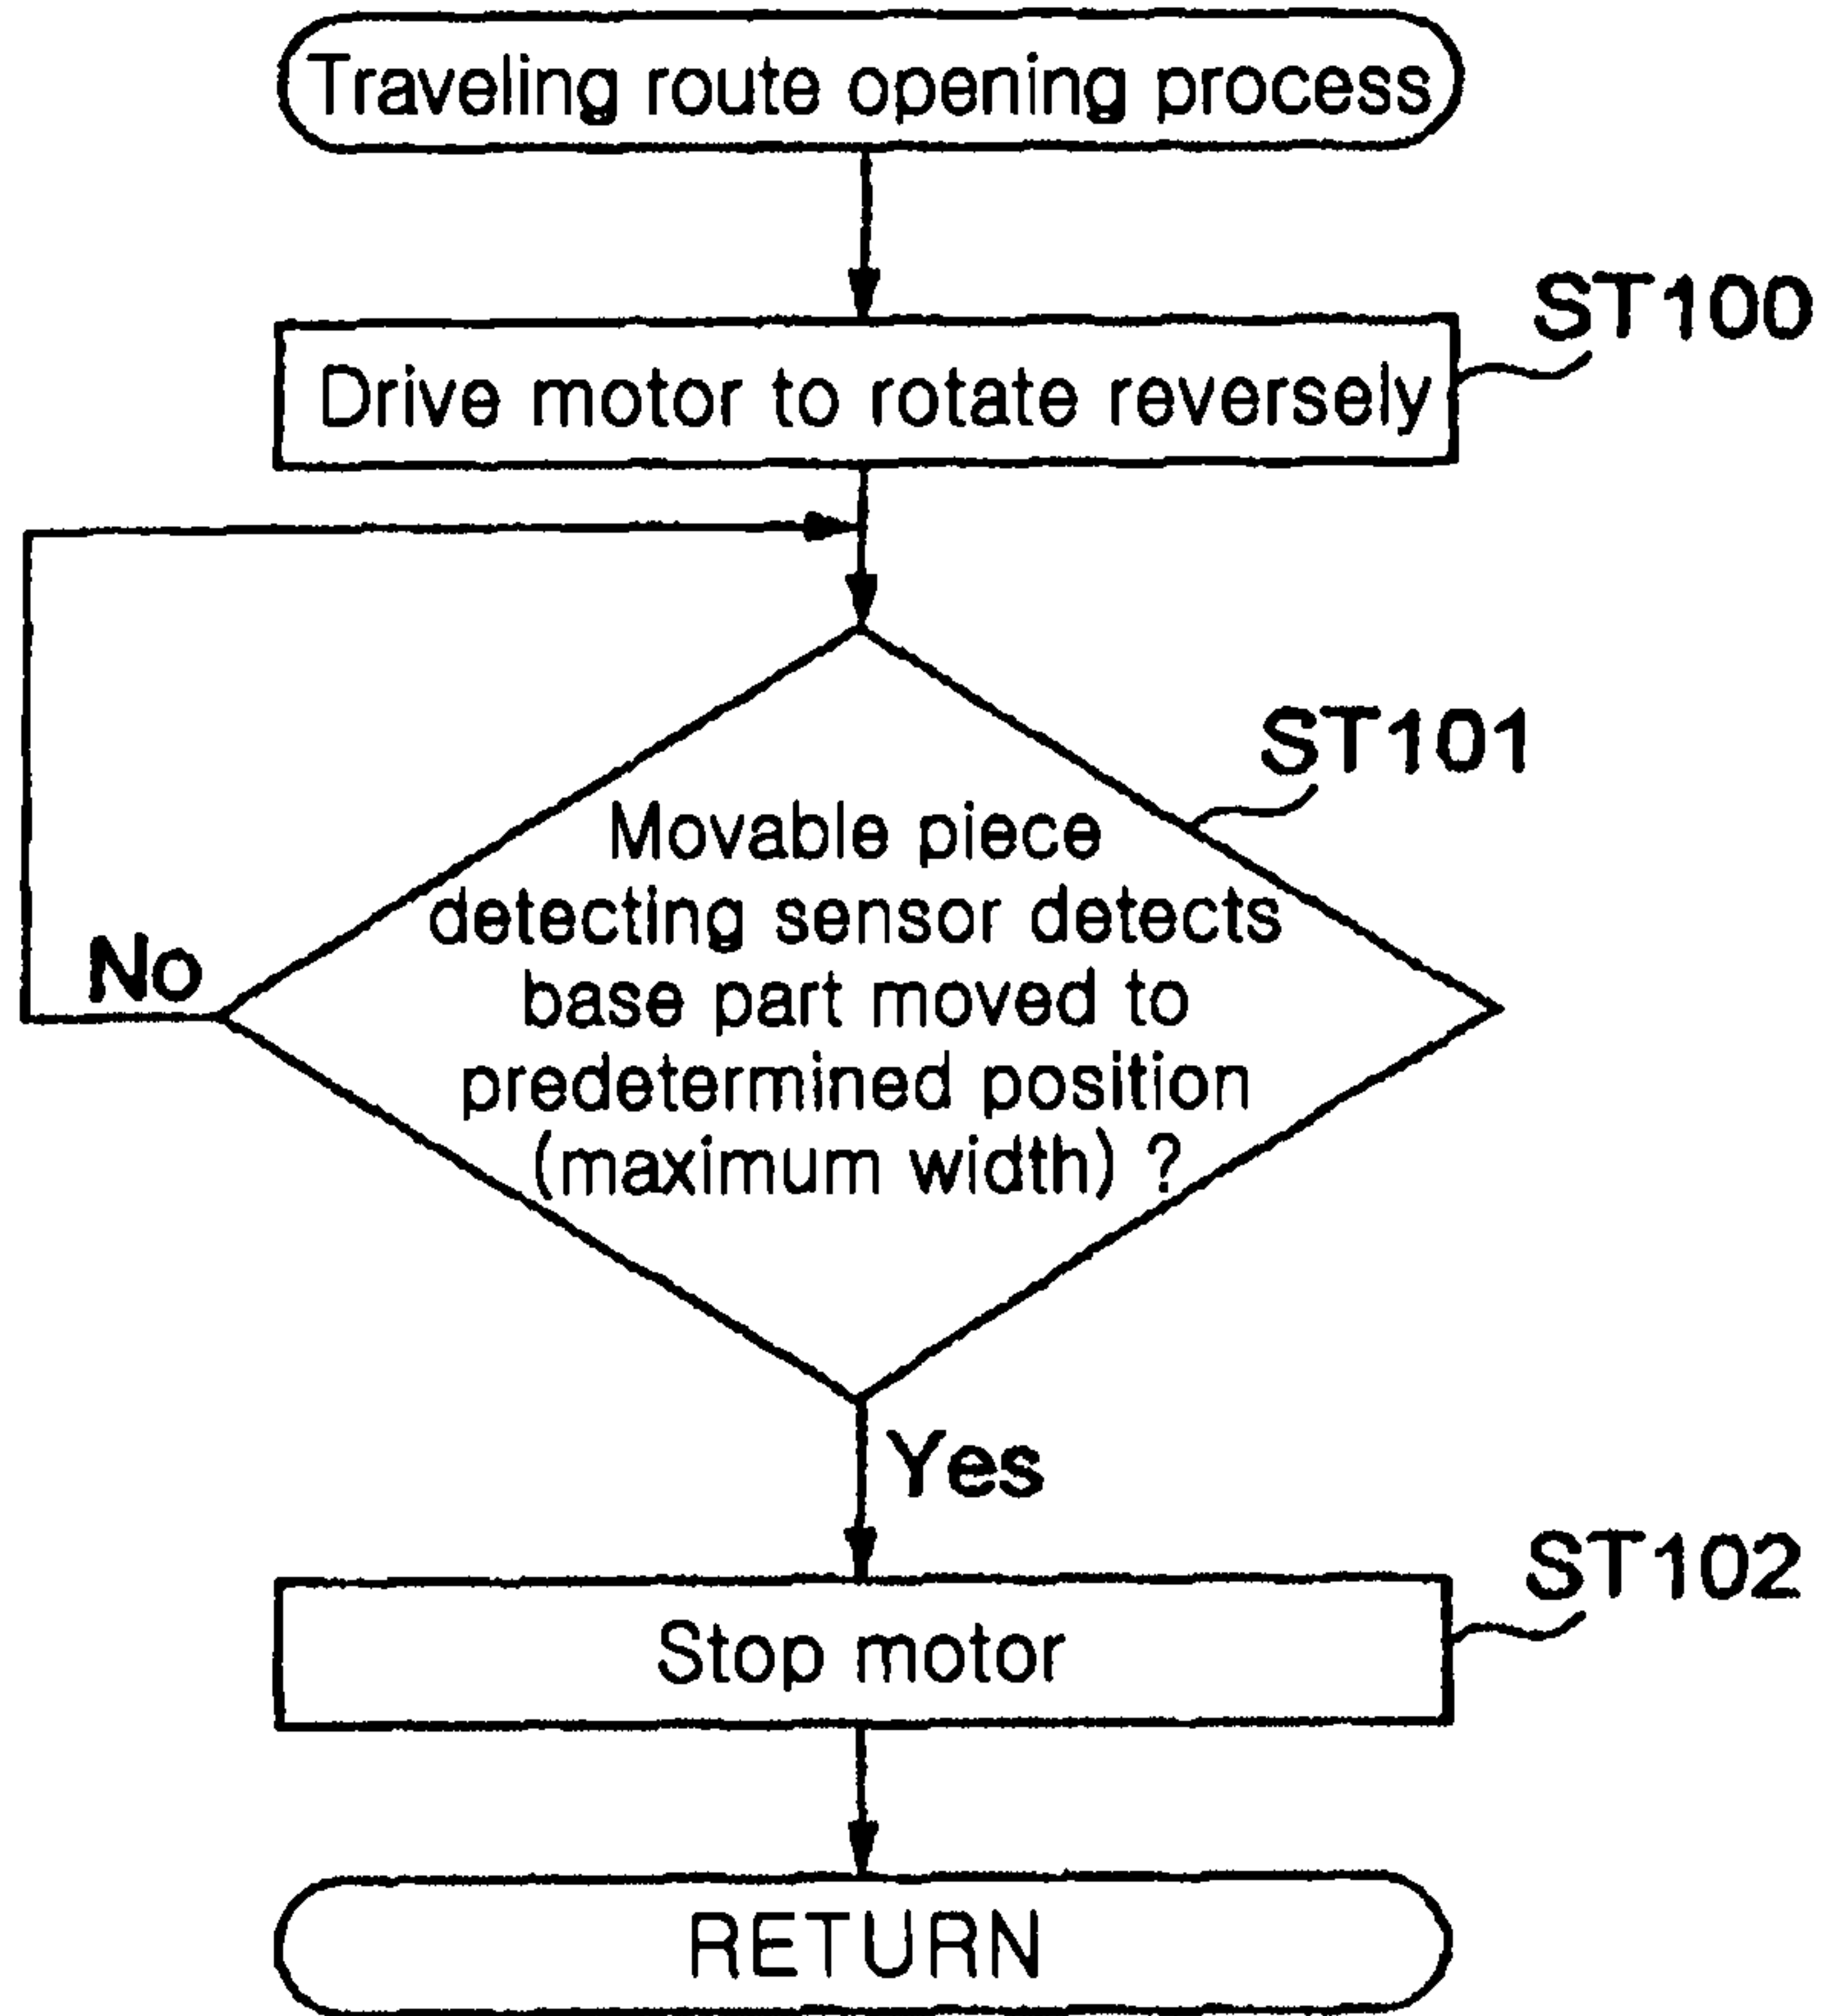 Traveling route opening process
ST100
Drive motor to rotate reversely
ST101
Movable piece
detecting sensor detects
base part moved to
predetermined position
(maximum width) ?
No
Yes
ST102
Stop motor
RETURN